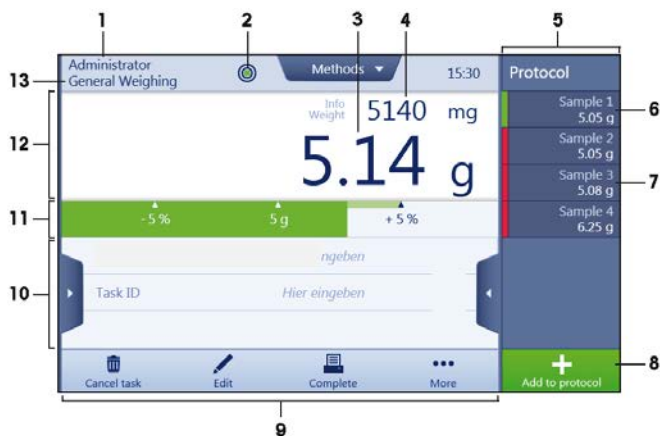 1 2 3 4 5
Administrator
General Weighing
Methods
15:30
Protocol
13
Info
Weight
5140 mg
5.14 g
12
Sample 1
5.05 g
6
Sample 2
5.05 g
Sample 3
5.08 g
7
Sample 4
6.25 g
11
- 5 % 5 g + 5 %
ngeben
10
Task ID Hier eingeben
Cancel task Edit Complete More
Add to protocol
8
9